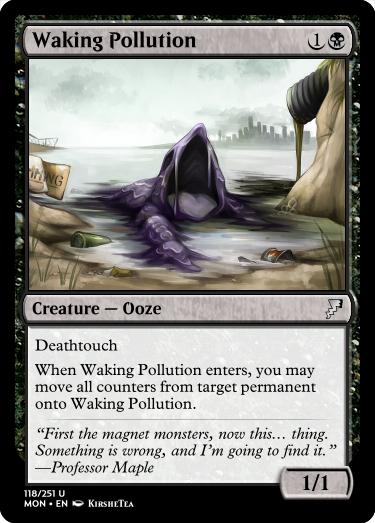 Waking Pollution 1
Creature — Ooze
Deathtouch
When Waking Pollution enters, you may
move all counters from target permanent
onto Waking Pollution.
“First the magnet monsters, now this… thing.
Something is wrong, and I’m going to find it.”
—Professor Maple
1/1
118/251 U
MON • EN KirsheTea